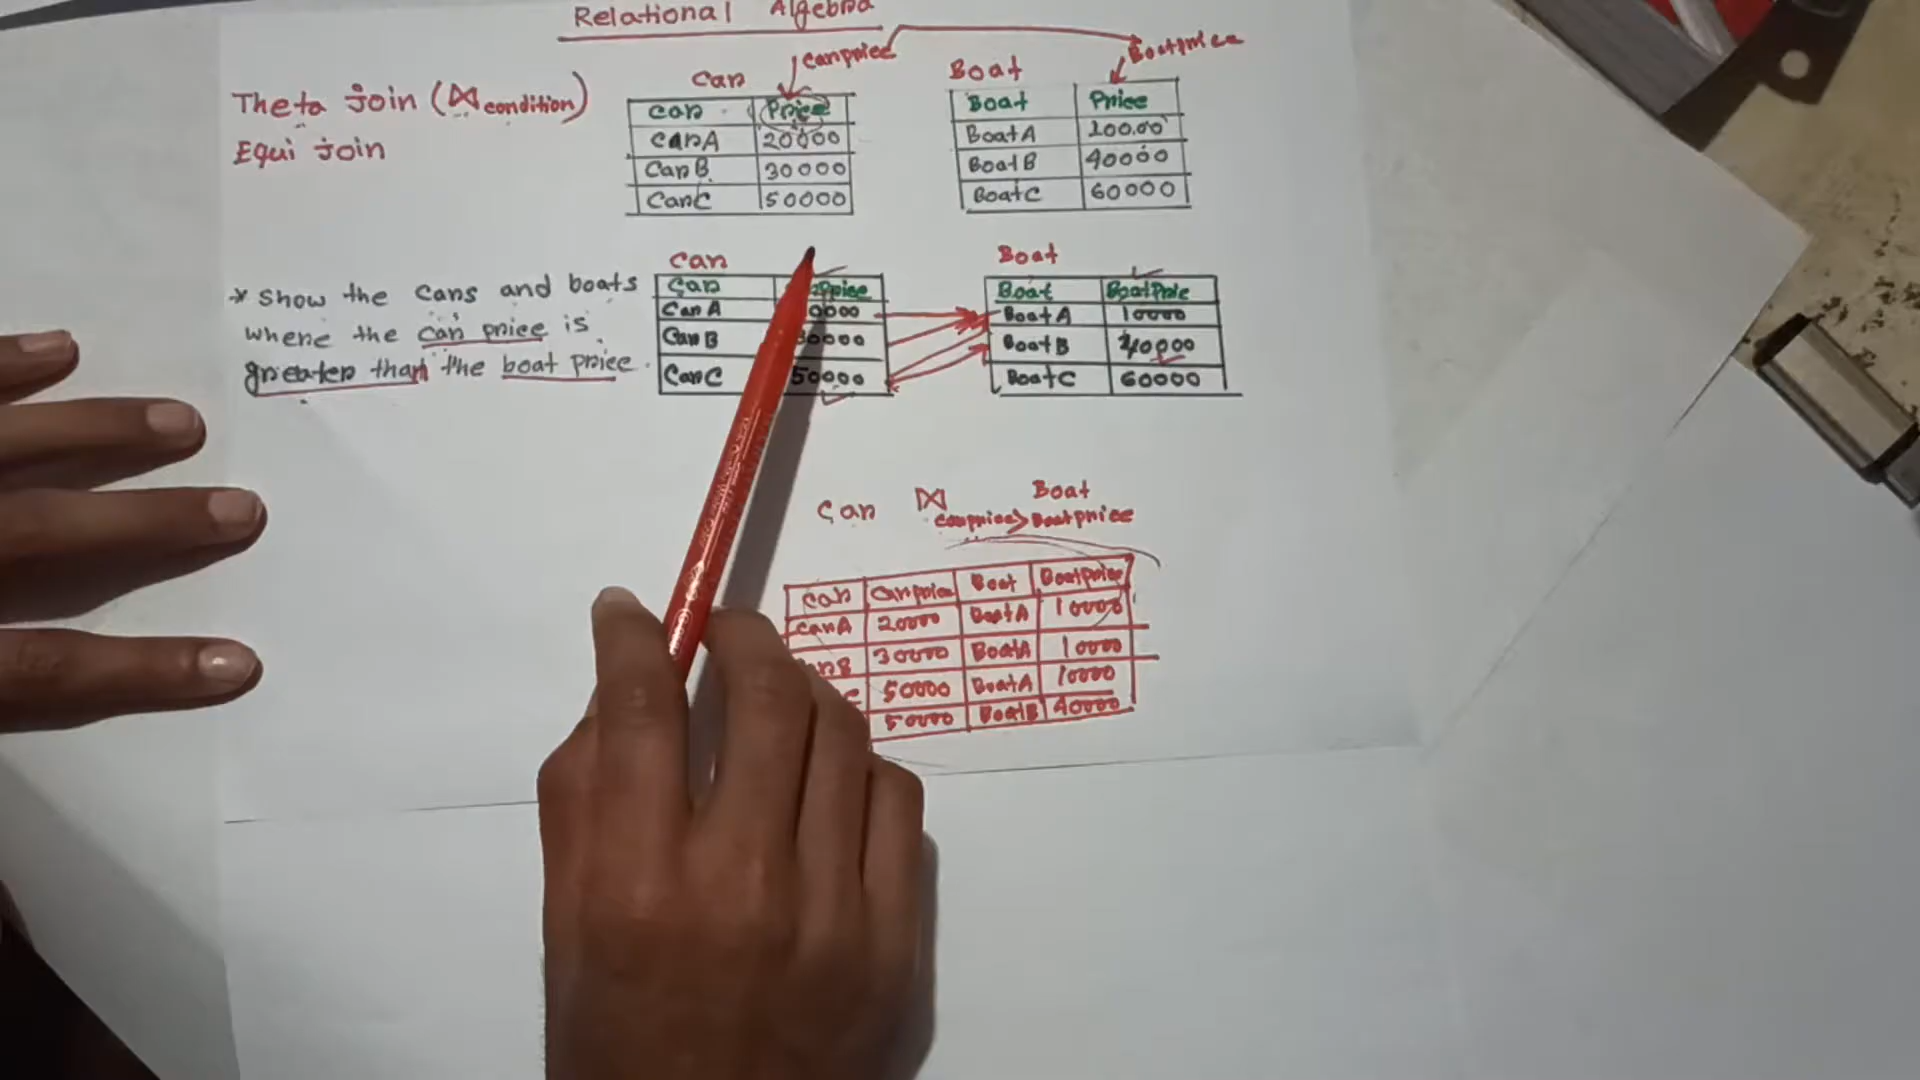 Relational Algebra
Theta join (⋈ condition)
Equi join
Car
carprice
Car Price
CarA 20000
CarB 30000
CarC 50000
Boat
Boatprice
Boat Price
BoatA 10000
BoatB 40000
BoatC 60000
* Show the cars and boats
where the car price is
greater than the boat price.
Car
Car
CarA 0000
CarB 0000
CarC 50000
Boat
Boat BoatPrice
BoatA 10000
BoatB 40000
BoatC 60000
Car ⋈ carprice>Boatprice Boat
Car Carprice Boat Boatprice
CarA 20000 BoatA 10000
30000 BoatA 10000
50000 BoatA 10000
50000 BoatB 40000